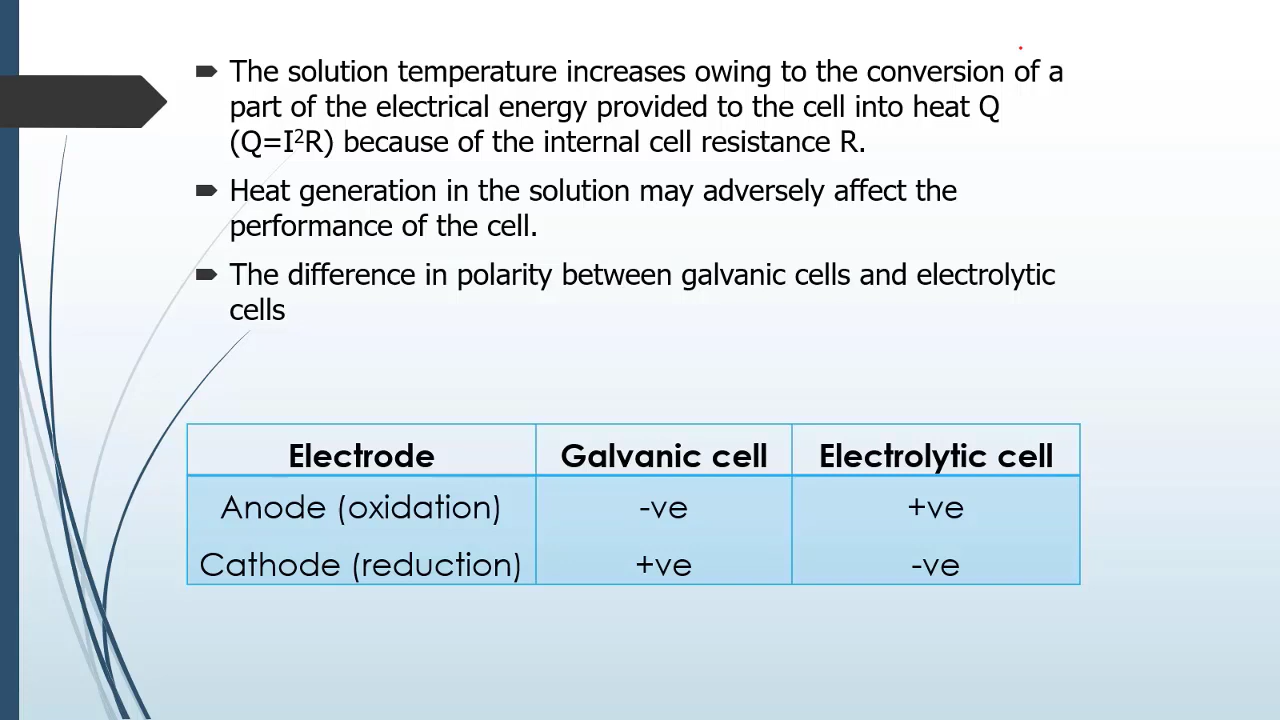 The solution temperature increases owing to the conversion of a
part of the electrical energy provided to the cell into heat Q
(Q=I²R) because of the internal cell resistance R.
Heat generation in the solution may adversely affect the
performance of the cell.
The difference in polarity between galvanic cells and electrolytic
cells
Electrode Galvanic cell Electrolytic cell
Anode (oxidation) -ve +ve
Cathode (reduction) +ve -ve